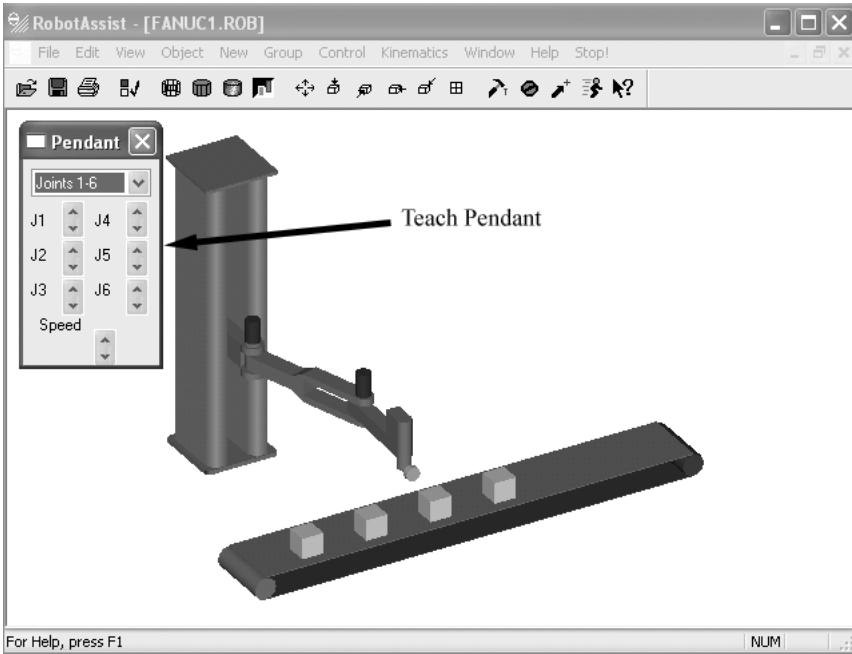 RobotAssist - [FANUC1.ROB]
File Edit View Object New Group Control Kinematics Window Help Stop!
Pendant
Joints 1-6
J1 J4
J2 J5
J3 J6
Speed
Teach Pendant
For Help, press F1
NUM